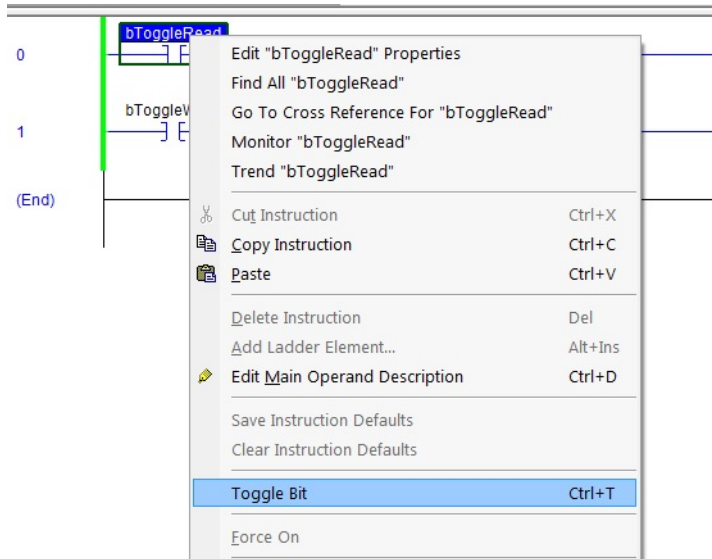 bToggleRead
0
Edit "bToggleRead" Properties
Find All "bToggleRead"
bToggleW
Go To Cross Reference For "bToggleRead"
1
Monitor "bToggleRead"
Trend "bToggleRead"
(End)
Cut Instruction Ctrl+X
Copy Instruction Ctrl+C
Paste Ctrl+V
Delete Instruction Del
Add Ladder Element... Alt+Ins
Edit Main Operand Description Ctrl+D
Save Instruction Defaults
Clear Instruction Defaults
Toggle Bit Ctrl+T
Force On